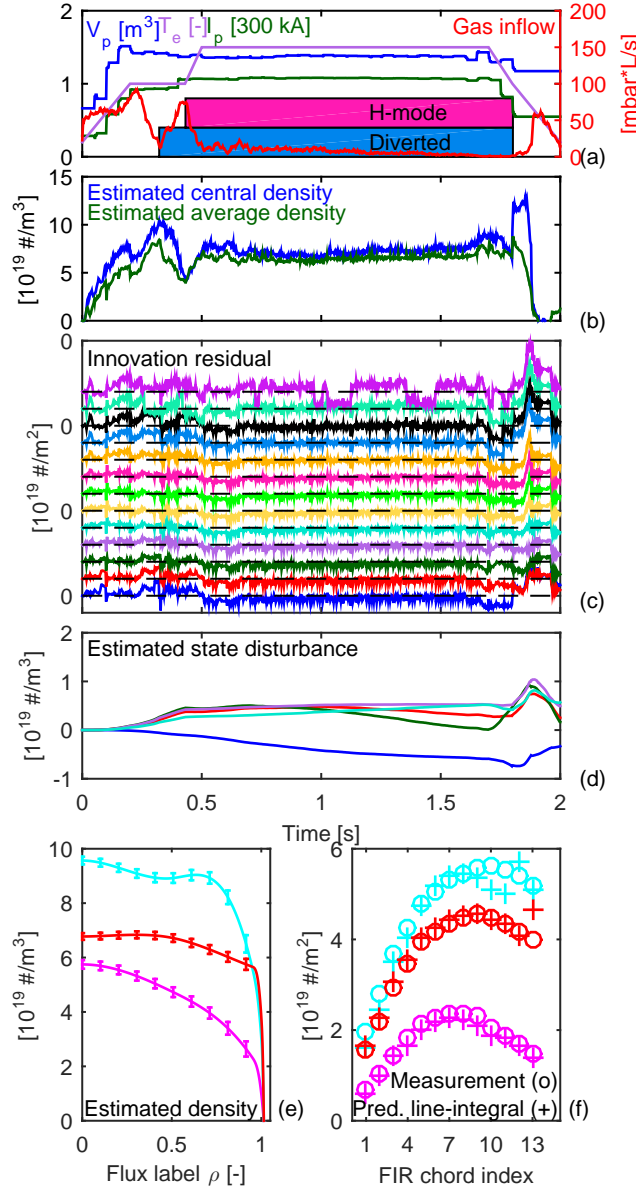 V_p [m^3] T_e [-] I_p [300 kA] Gas inflow
2
200
150
1
100
50
0
0
mbar*L/s
H-mode
Diverted
(a)
15
10
5
0
[10^19 #/m^3]
Estimated central density
Estimated average density
(b)
0
0
0
0
[10^19 #/m^2]
Innovation residual
(c)
2
1
0
-1
[10^19 #/m^3]
Estimated state disturbance
(d)
0 0.5 1 1.5 2
Time [s]
10
8
6
4
2
0
[10^19 #/m^3]
Estimated density
(e)
0 0.5 1
Flux label ρ [-]
6
4
2
0
[10^19 #/m^2]
Measurement (o)
Pred. line-integral (+)
(f)
1 4 7 10 13
FIR chord index